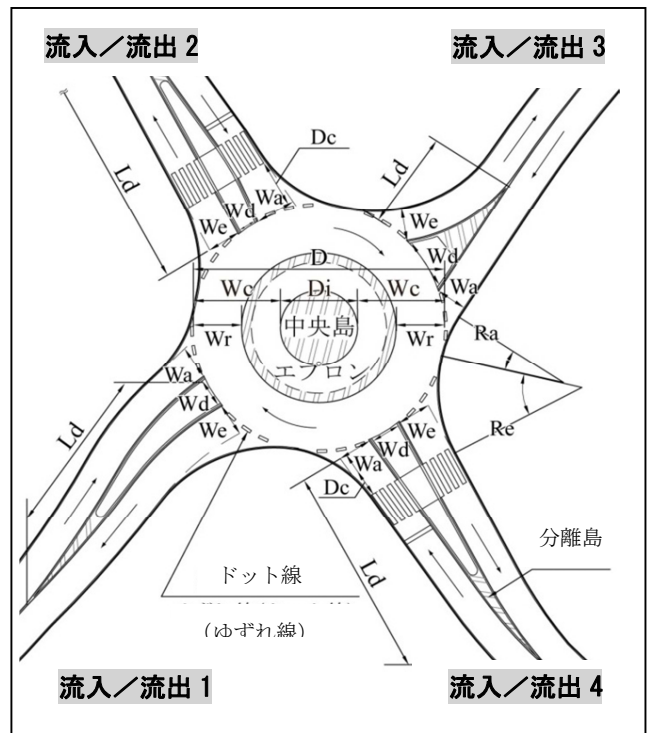 流入／流出 2
流入／流出 3
Dc
Ld
Ld
Wa
Wd
We
We
Wd
Wa
D
Wc
Di
Wc
中央島
Wr
Wr
エプロン
Ra
Re
Wa
Wd
We
Ld
We
Wd
Wa
Dc
Ld
分離島
ドット線
(ゆずれ線)
流入／流出 1
流入／流出 4